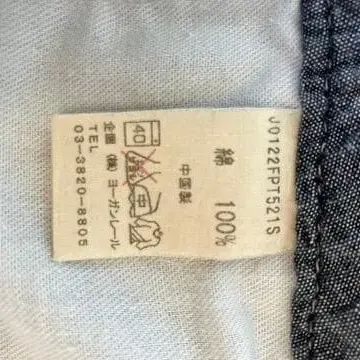 J0122FPT521S
綿 100%
中国製
40
中
企画 (株) ヨーガンレール
TEL
03-3820-8805